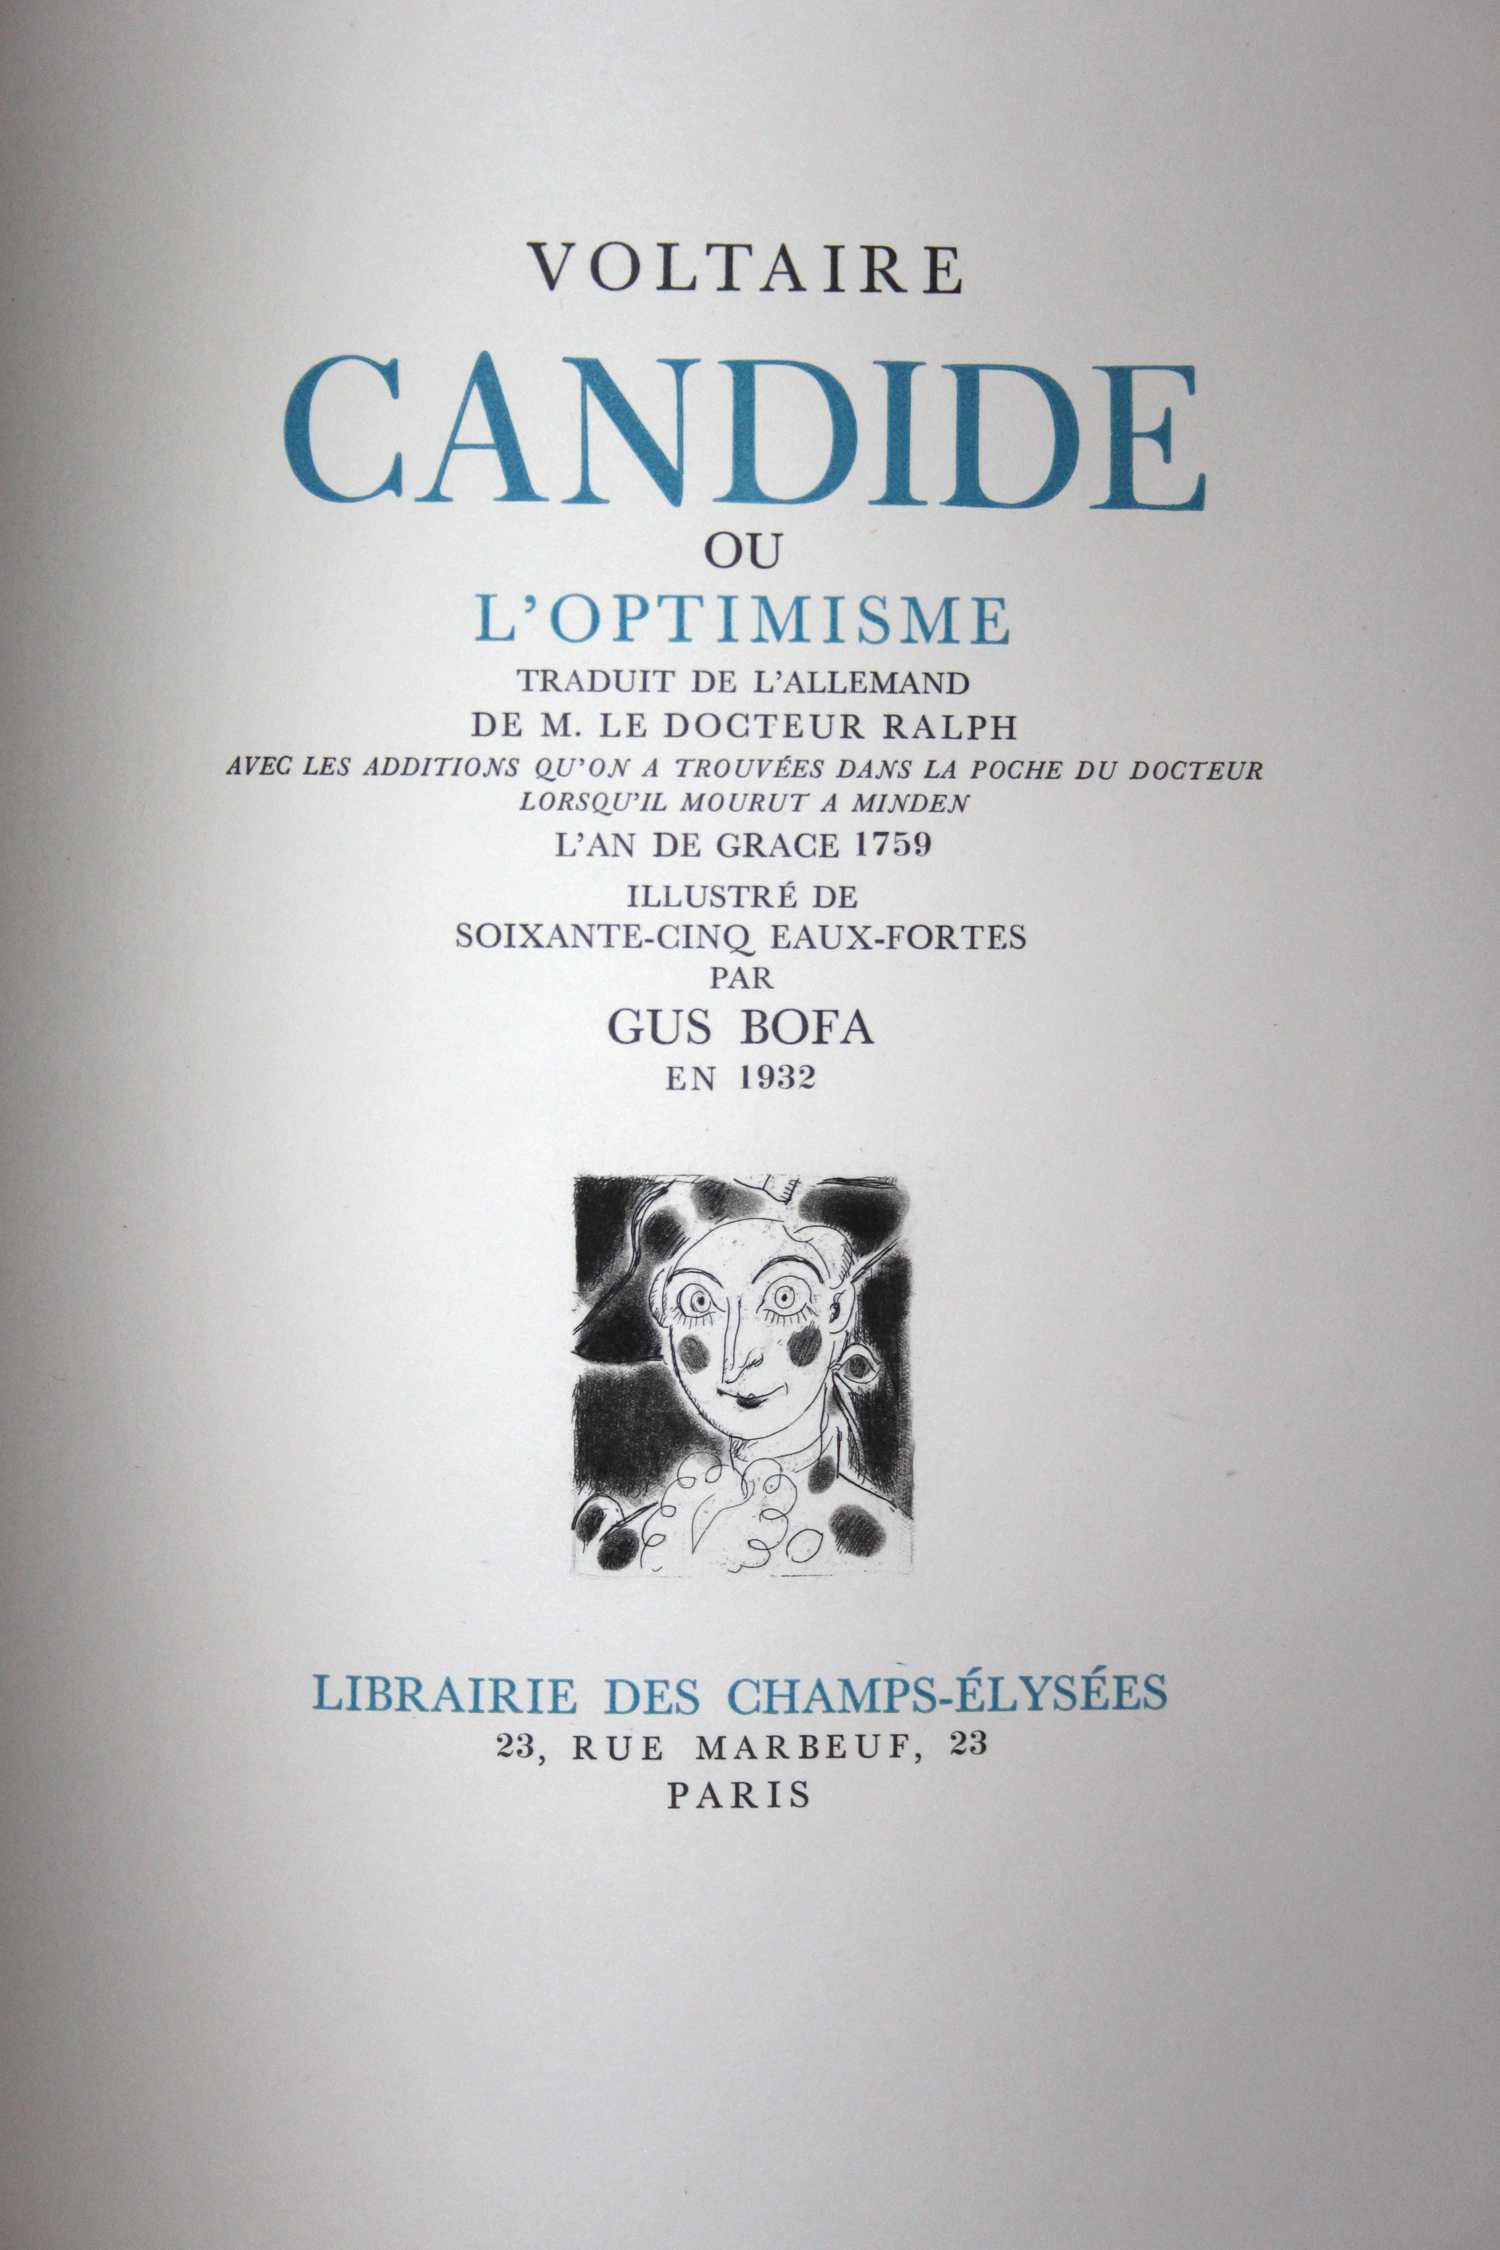 VOLTAIRE
CANDIDE
OU
L'OPTIMISME
TRADUIT DE L'ALLEMAND
DE M. LE DOCTEUR RALPH
AVEC LES ADDITIONS QU'ON A TROUVÉES DANS LA POCHE DU DOCTEUR
LORSQU'IL MOURUT A MINDEN
L'AN DE GRACE 1759
ILLUSTRÉ DE
SOIXANTE-CINQ EAUX-FORTES
PAR
GUS BOFA
EN 1932
LIBRAIRIE DES CHAMPS-ÉLYSÉES
23, RUE MARBEUF, 23
PARIS